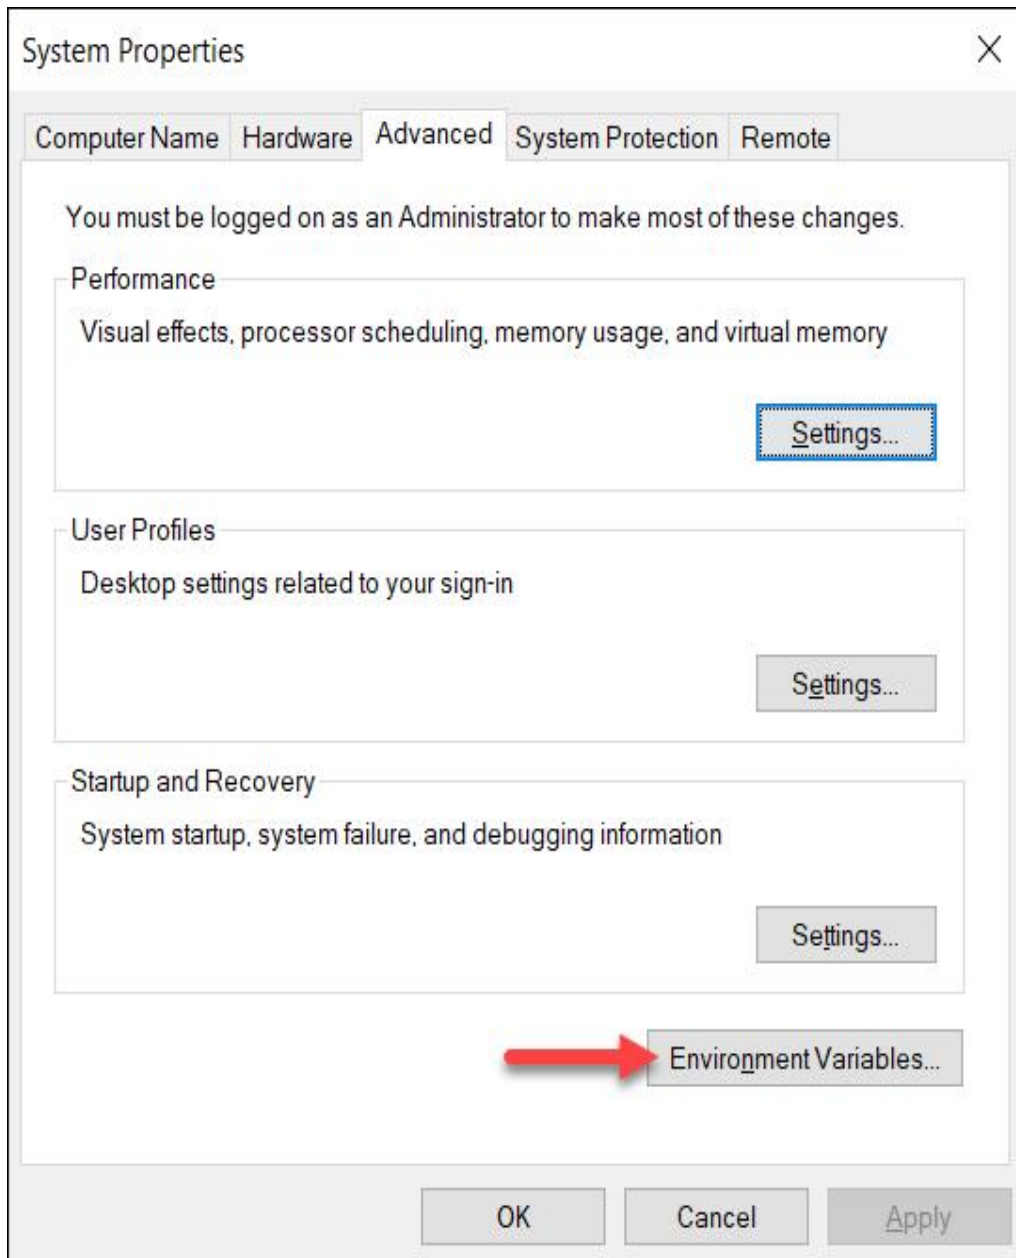 System Properties
Computer Name Hardware Advanced System Protection Remote
You must be logged on as an Administrator to make most of these changes.
Performance
Visual effects, processor scheduling, memory usage, and virtual memory
Settings...
User Profiles
Desktop settings related to your sign-in
Settings...
Startup and Recovery
System startup, system failure, and debugging information
Settings...
Environment Variables...
OK Cancel Apply